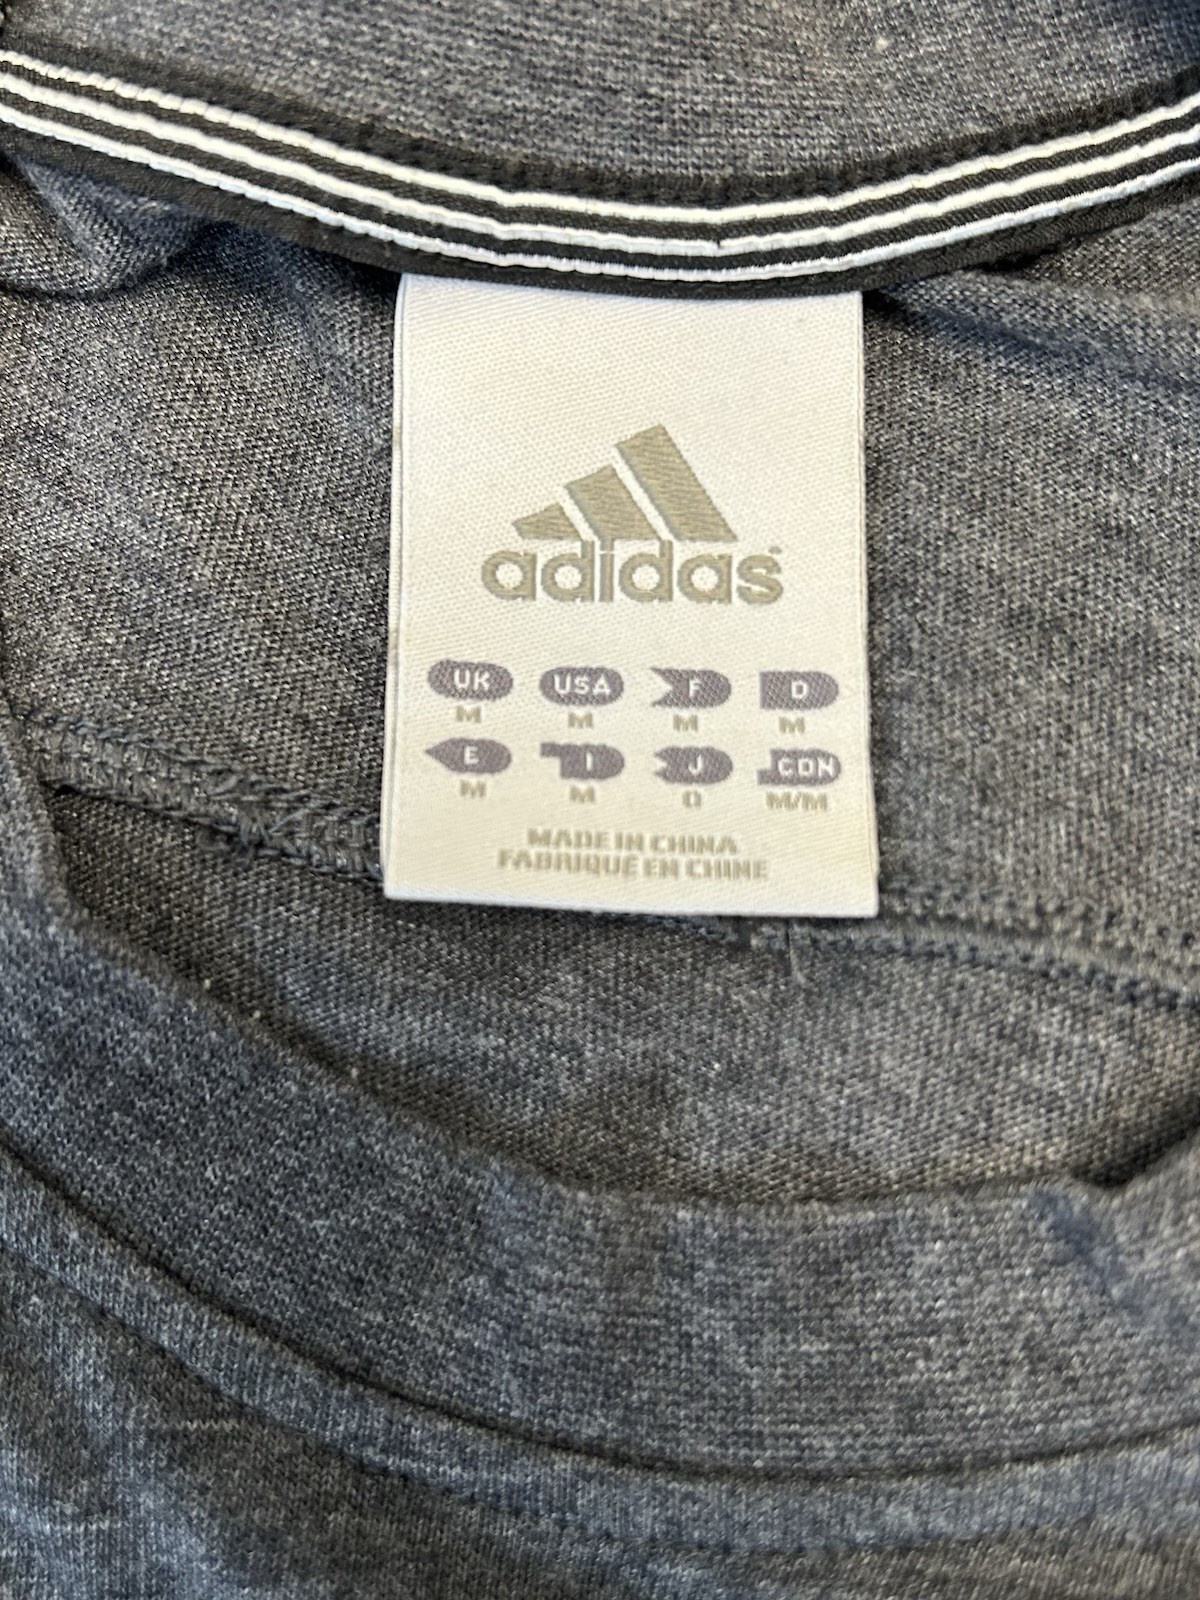 adidas
UK USA F D
M M M M
E I J CDN
M M O M/M
MADE IN CHINA
FABRIQUÉ EN CHINE